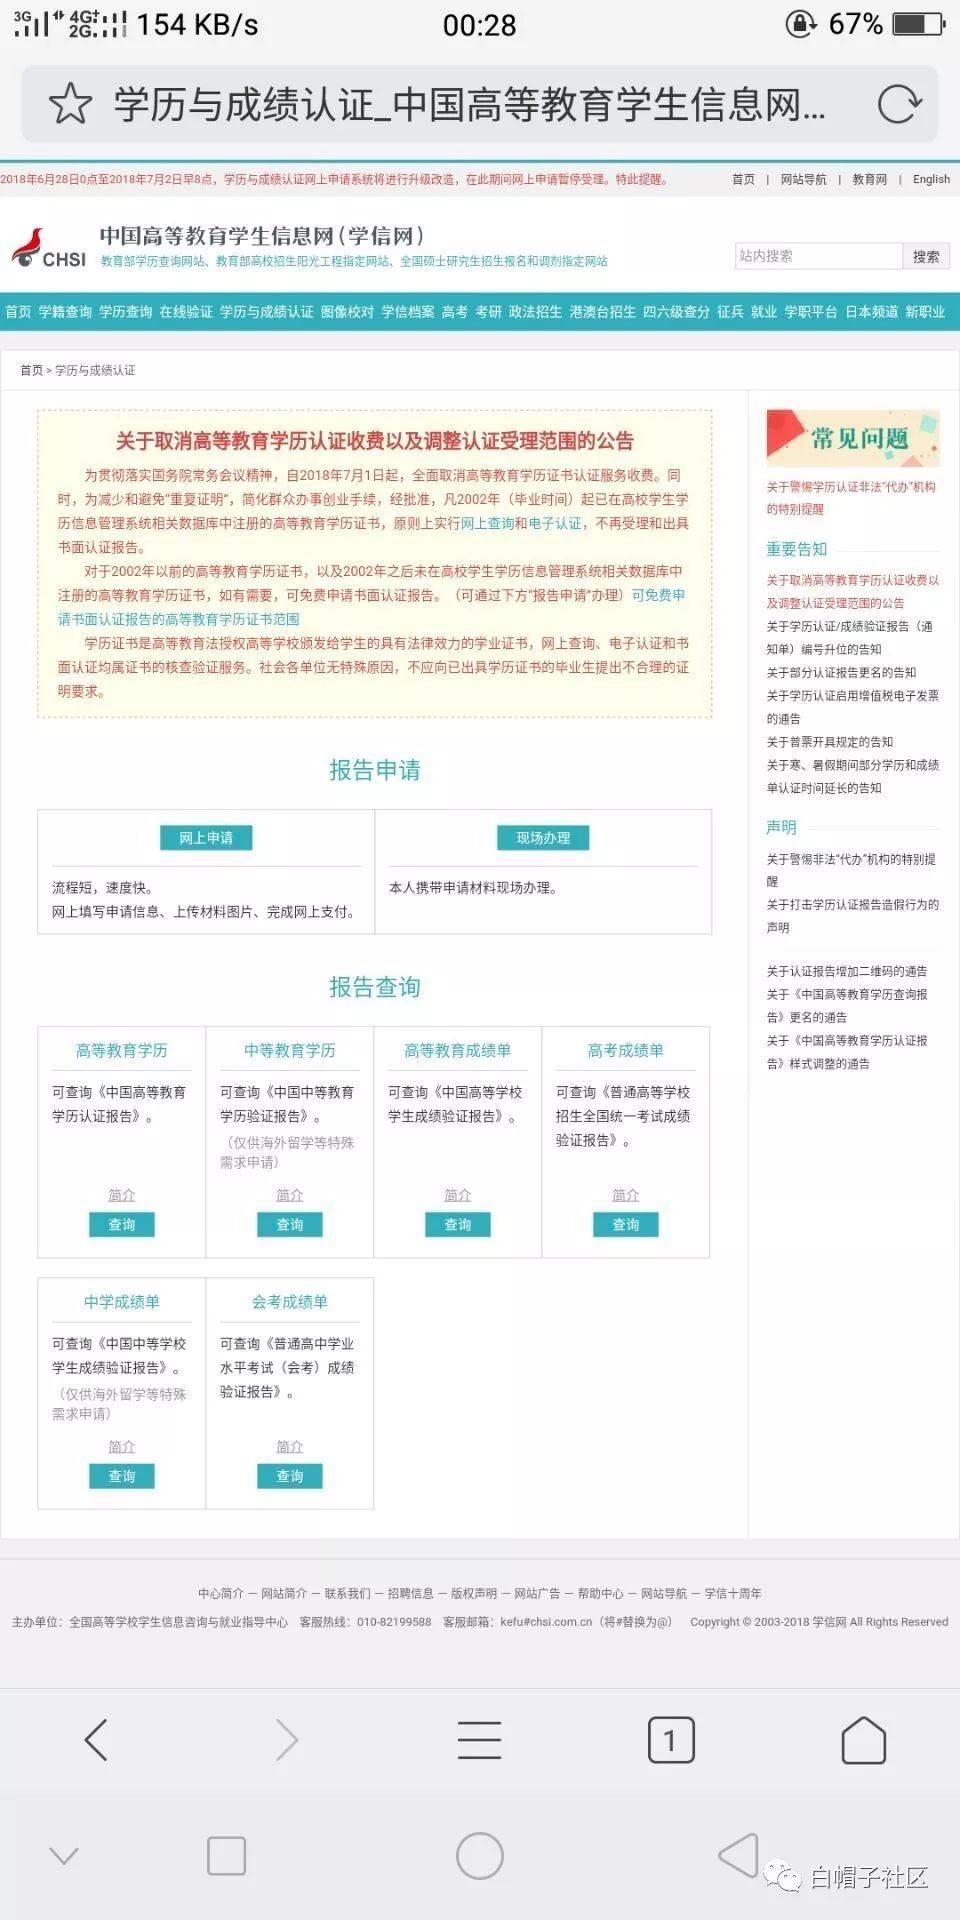 3G 4G+ 2G 154 KB/s 00:28 67%
学历与成绩认证_中国高等教育学生信息网...
2018年6月28日0点至2018年7月2日早8点，学历与成绩认证网上申请系统将进行升级改造，在此期间网上申请暂停受理。特此提醒。
首页 | 网站导航 | 教育网 | English
CHSI
中国高等教育学生信息网（学信网）
教育部学历查询网站、教育部高校招生阳光工程指定网站、全国硕士研究生招生报名和调剂指定网站
站内搜索 搜索
首页 学籍查询 学历查询 在线验证 学历与成绩认证 图像校对 学信档案 高考 考研 政法招生 港澳台招生 四六级查分 征兵 就业 学职平台 日本频道 新职业
首页 > 学历与成绩认证
关于取消高等教育学历认证收费以及调整认证受理范围的公告
为贯彻落实国务院常务会议精神，自2018年7月1日起，全面取消高等教育学历证书认证服务收费。同
时，为减少和避免“重复证明”，简化群众办事创业手续，经批准，凡2002年（毕业时间）起已在高校学生学
历信息管理系统相关数据库中注册的高等教育学历证书，原则上实行网上查询和电子认证，不再受理和出具
书面认证报告。
对于2002年以前的高等教育学历证书，以及2002年之后未在高校学生学历信息管理系统相关数据库中
注册的高等教育学历证书，如有需要，可免费申请书面认证报告。（可通过下方“报告申请”办理）可免费申
请书面认证报告的高等教育学历证书范围
学历证书是高等教育法授权高等学校颁发给学生的具有法律效力的学业证书，网上查询、电子认证和书
面认证均属证书的核查验证服务。社会各单位无特殊原因，不应向已出具学历证书的毕业生提出不合理的证
明要求。
报告申请
网上申请
流程短，速度快。
网上填写申请信息、上传材料图片、完成网上支付。
现场办理
本人携带申请材料现场办理。
报告查询
高等教育学历
可查询《中国高等教育
学历认证报告》。
简介
查询
中等教育学历
可查询《中国中等教育
学历验证报告》。
（仅供海外留学等特殊
需求申请）
简介
查询
高等教育成绩单
可查询《中国高等学校
学生成绩验证报告》。
简介
查询
高考成绩单
可查询《普通高等学校
招生全国统一考试成绩
验证报告》。
简介
查询
中学成绩单
可查询《中国中等学校
学生成绩验证报告》。
（仅供海外留学等特殊
需求申请）
简介
查询
会考成绩单
可查询《普通高中学业
水平考试（会考）成绩
验证报告》。
简介
查询
常见问题
关于警惕学历认证非法“代办”机构
的特别提醒
重要告知
关于取消高等教育学历认证收费以
及调整认证受理范围的公告
关于学历认证/成绩验证报告（通
知单）编号升位的告知
关于部分认证报告更名的告知
关于学历认证启用增值税电子发票
的通告
关于普票开具规定的告知
关于寒、暑假期间部分学历和成绩
单认证时间延长的告知
声明
关于警惕非法“代办”机构的特别提
醒
关于打击学历认证报告造假行为的
声明
关于认证报告增加二维码的通告
关于《中国高等教育学历查询报
告》更名的通告
关于《中国高等教育学历认证报
告》样式调整的通告
中心简介 — 网站简介 — 联系我们 — 招聘信息 — 版权声明 — 网站广告 — 帮助中心 — 网站导航 — 学信十周年
主办单位：全国高等学校学生信息咨询与就业指导中心 客服热线：010-82199588 客服邮箱：kefu#chsi.com.cn（将#替换为@） Copyright © 2003-2018 学信网 All Rights Reserved
1
白帽子社区